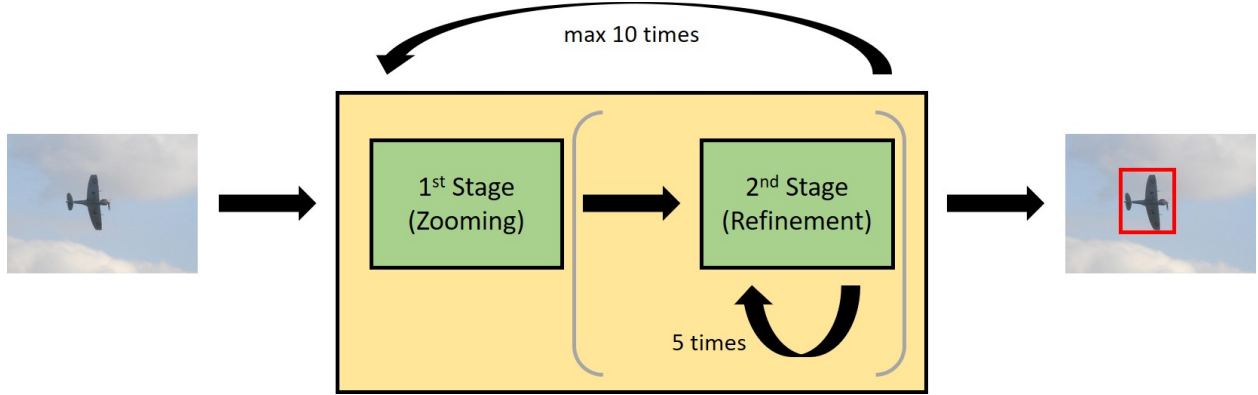 max 10 times
1st Stage
(Zooming)
2nd Stage
(Refinement)
5 times